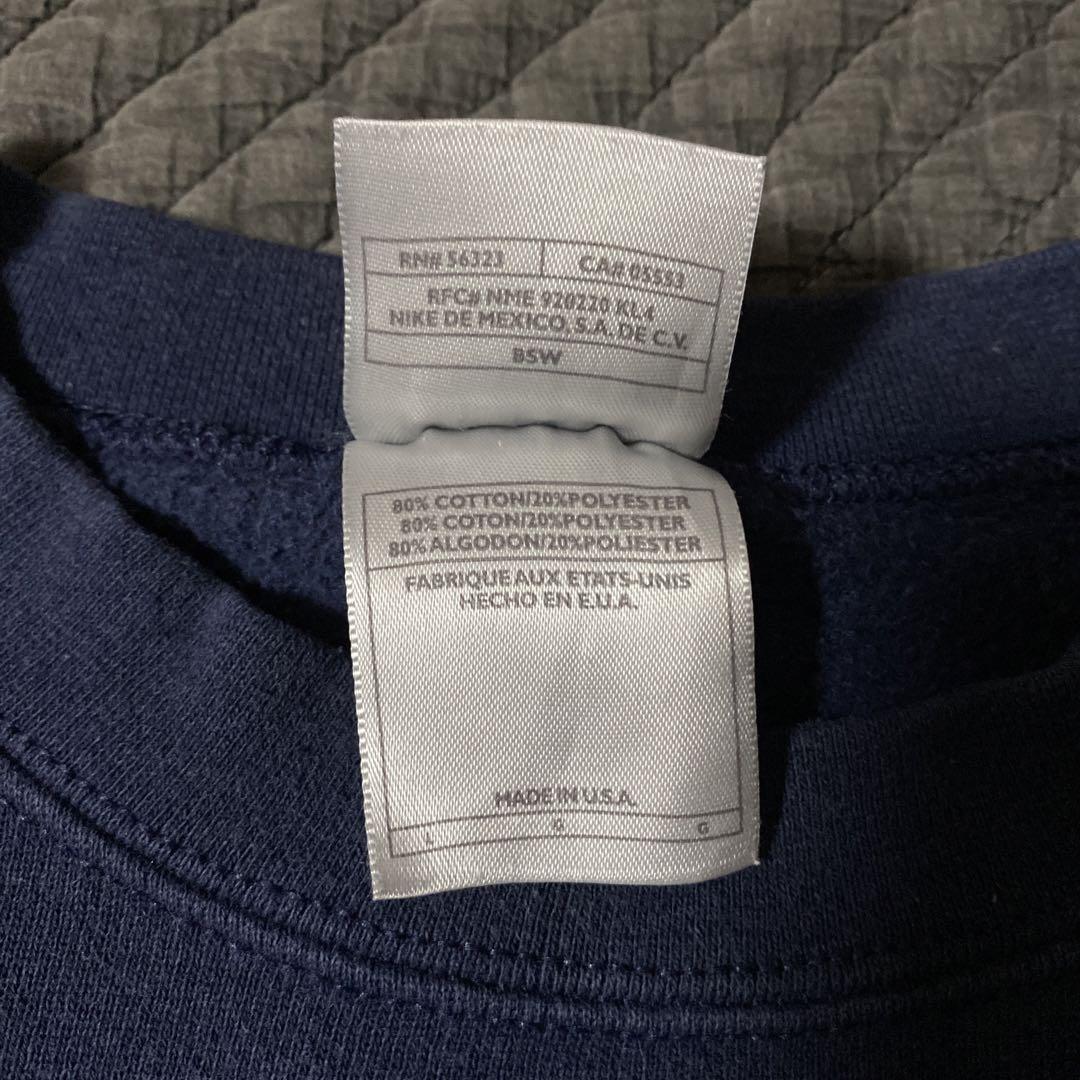 RN# 56323 CA# 05553
RFC# NME 920220 KL4
NIKE DE MEXICO, S.A. DE C.V.
BSW
80% COTTON/20%POLYESTER
80% COTON/20%POLYESTER
80% ALGODON/20%POLIESTER
FABRIQUE AUX ETATS-UNIS
HECHO EN E.U.A.
MADE IN U.S.A.
L G G